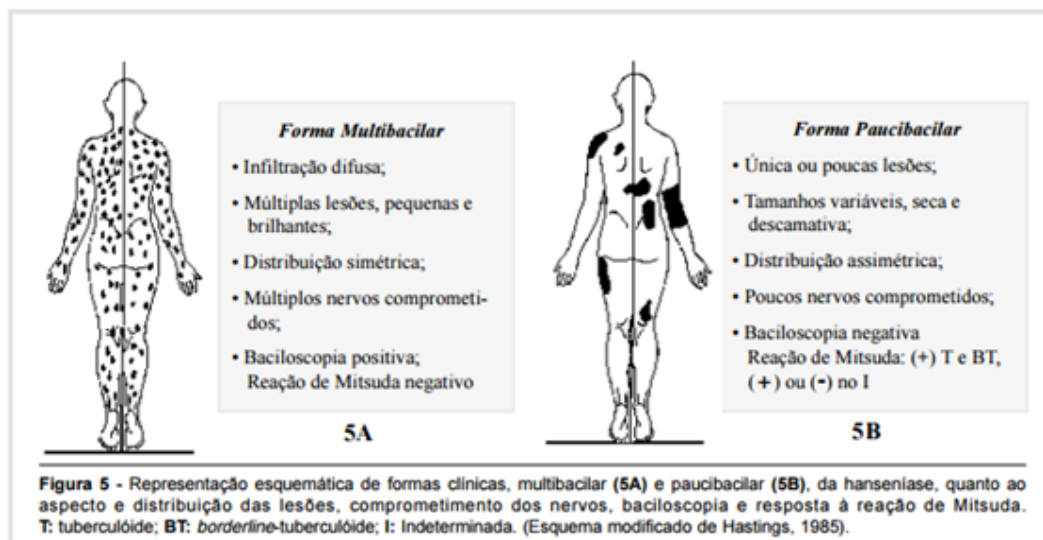 Forma Multibacilar
• Infiltração difusa;
• Múltiplas lesões, pequenas e
brilhantes;
• Distribuição simétrica;
• Múltiplos nervos comprometi-
dos;
• Baciloscopia positiva;
Reação de Mitsuda negativo
5A
Forma Paucibacilar
• Única ou poucas lesões;
• Tamanhos variáveis, seca e
descamativa;
• Distribuição assimétrica;
• Poucos nervos comprometidos;
• Baciloscopia negativa
Reação de Mitsuda: (+) T e BT,
(+) ou (-) no I
5B
Figura 5 - Representação esquemática de formas clínicas, multibacilar (5A) e paucibacilar (5B), da hanseníase, quanto ao
aspecto e distribuição das lesões, comprometimento dos nervos, baciloscopia e resposta à reação de Mitsuda.
T: tuberculóide; BT: borderline-tuberculóide; I: Indeterminada. (Esquema modificado de Hastings, 1985).